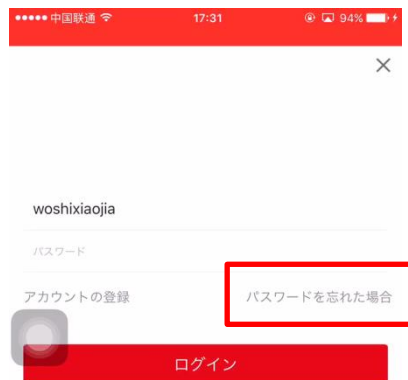 中国联通 17:31 94%
woshixiaojia
パスワード
アカウントの登録 パスワードを忘れた場合
ログイン